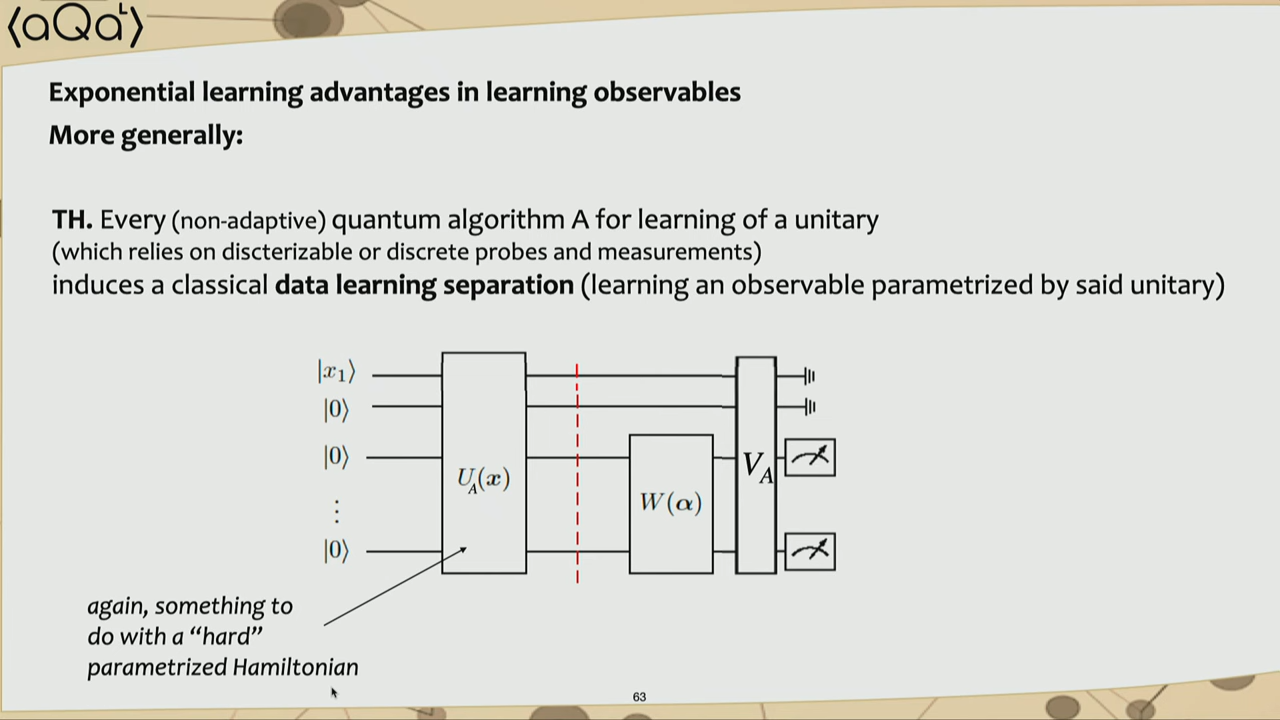 ⟨aQaᴸ⟩
Exponential learning advantages in learning observables
More generally:
TH. Every (non-adaptive) quantum algorithm A for learning of a unitary
(which relies on discterizable or discrete probes and measurements)
induces a classical data learning separation (learning an observable parametrized by said unitary)
|x₁⟩
|0⟩
|0⟩
⋮
|0⟩
U_A(x)
W(α)
V_A
again, something to
do with a “hard”
parametrized Hamiltonian
63